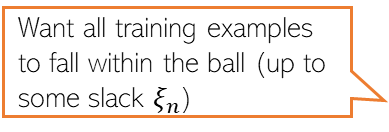 Want all training examples
to fall within the ball (up to
some slack ξₙ)